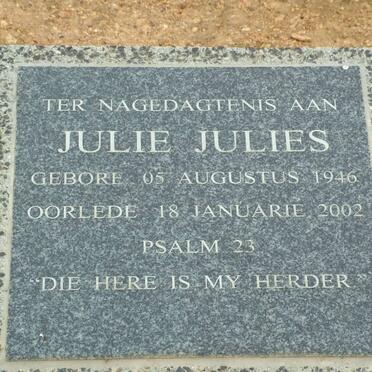 TER NAGEDAGTENIS AAN
JULIE JULIES
GEBORE 05 AUGUSTUS 1946
OORLEDE 18 JANUARIE 2002
PSALM 23
"DIE HERE IS MY HERDER"